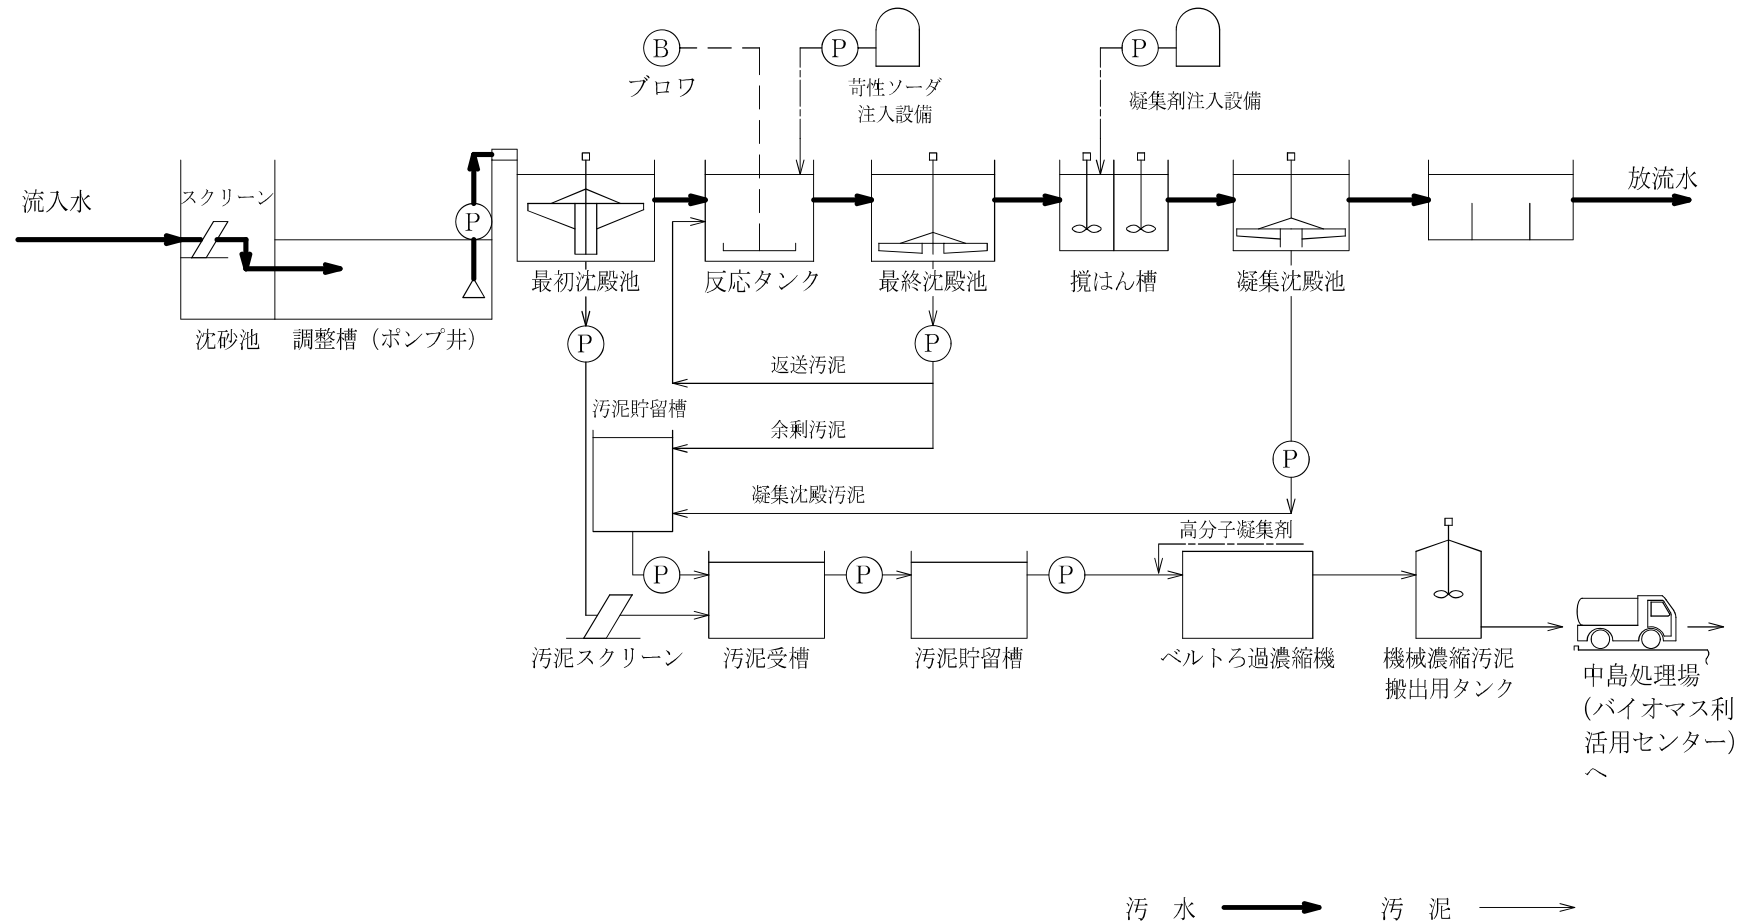 B
ブロワ
P
苛性ソーダ
注入設備
P
凝集剤注入設備
流入水
スクリーン
P
放流水
沈砂池
調整槽（ポンプ井）
最初沈殿池
反応タンク
最終沈殿池
撹はん槽
凝集沈殿池
P
P
返送汚泥
汚泥貯留槽
余剰汚泥
P
凝集沈殿汚泥
高分子凝集剤
P
P
P
汚泥スクリーン
汚泥受槽
汚泥貯留槽
ベルトろ過濃縮機
機械濃縮汚泥
搬出用タンク
中島処理場
(バイオマス利
活用センター)
へ
汚　水
汚　泥